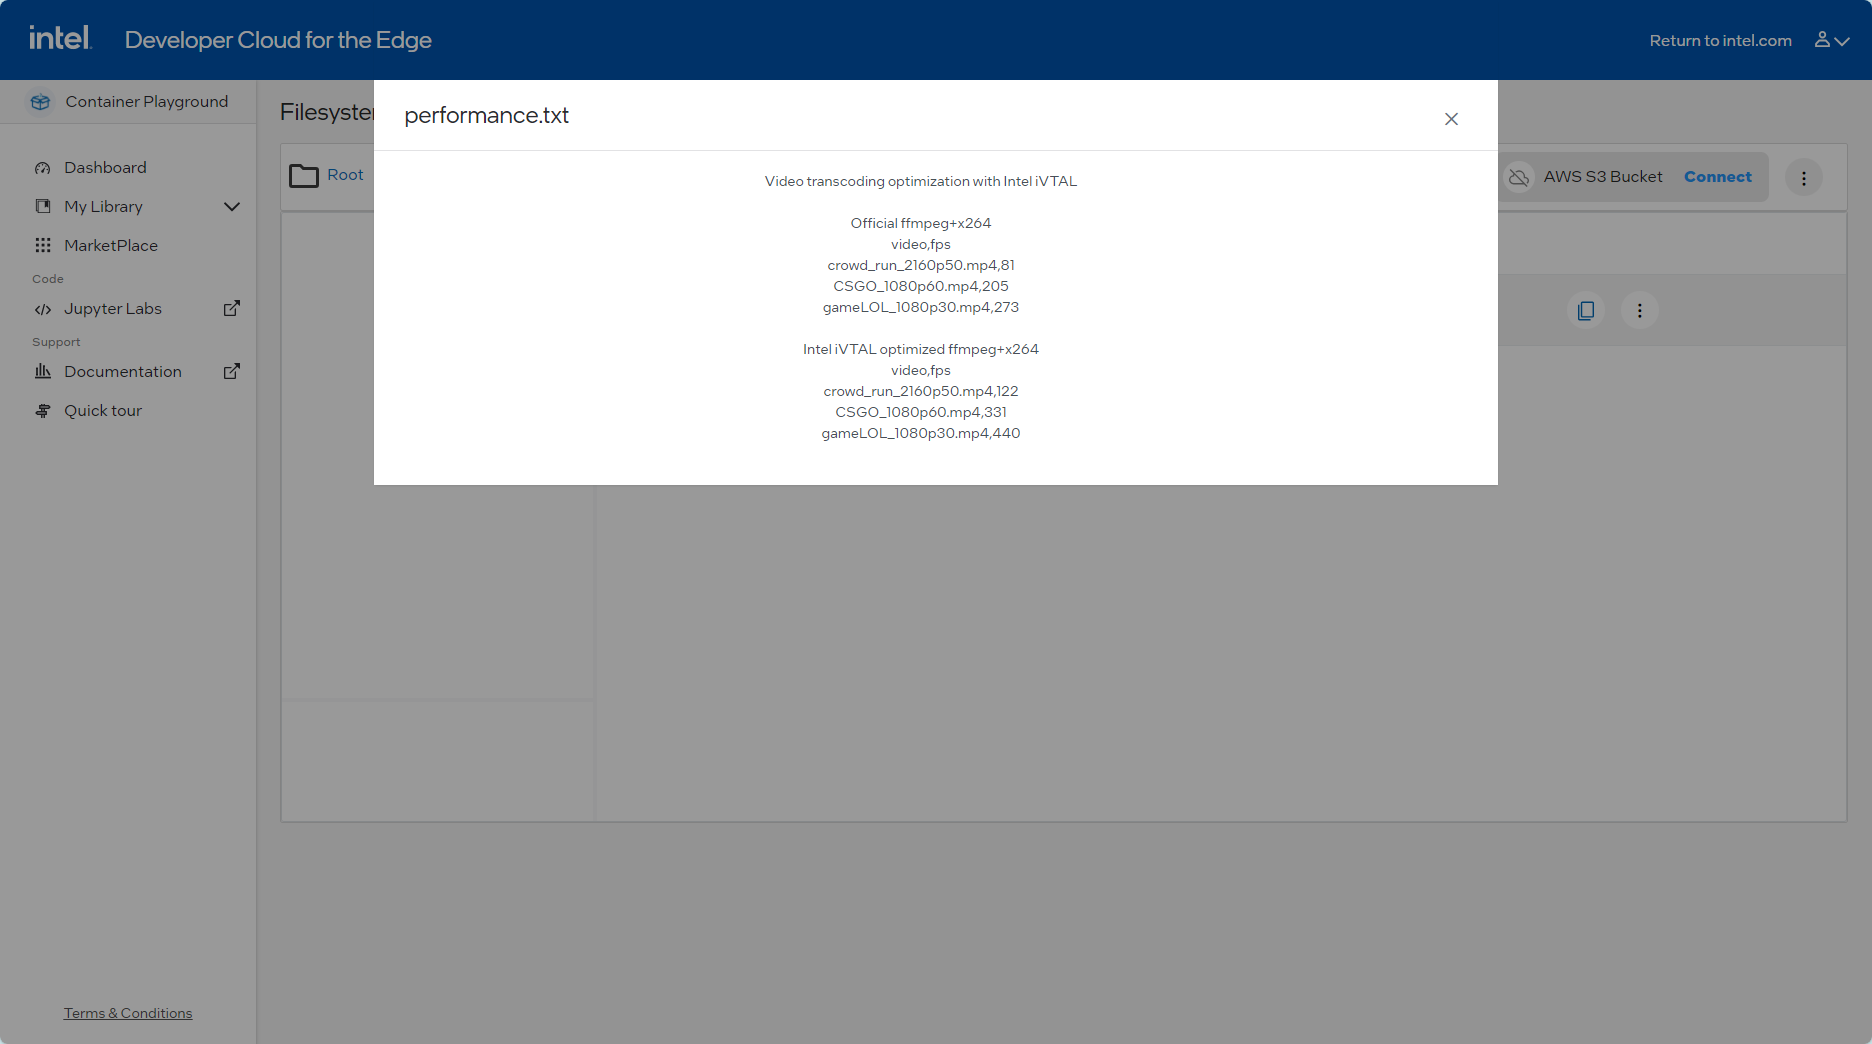 intel.
Developer Cloud for the Edge
Return to intel.com
Container Playground
Dashboard
My Library
MarketPlace
Code
Jupyter Labs
Support
Documentation
Quick tour
Terms & Conditions
Filesyste
Root
AWS S3 Bucket
Connect
performance.txt
Video transcoding optimization with Intel iVTAL
Official ffmpeg+x264
video,fps
crowd_run_2160p50.mp4,81
CSGO_1080p60.mp4,205
gameLOL_1080p30.mp4,273
Intel iVTAL optimized ffmpeg+x264
video,fps
crowd_run_2160p50.mp4,122
CSGO_1080p60.mp4,331
gameLOL_1080p30.mp4,440